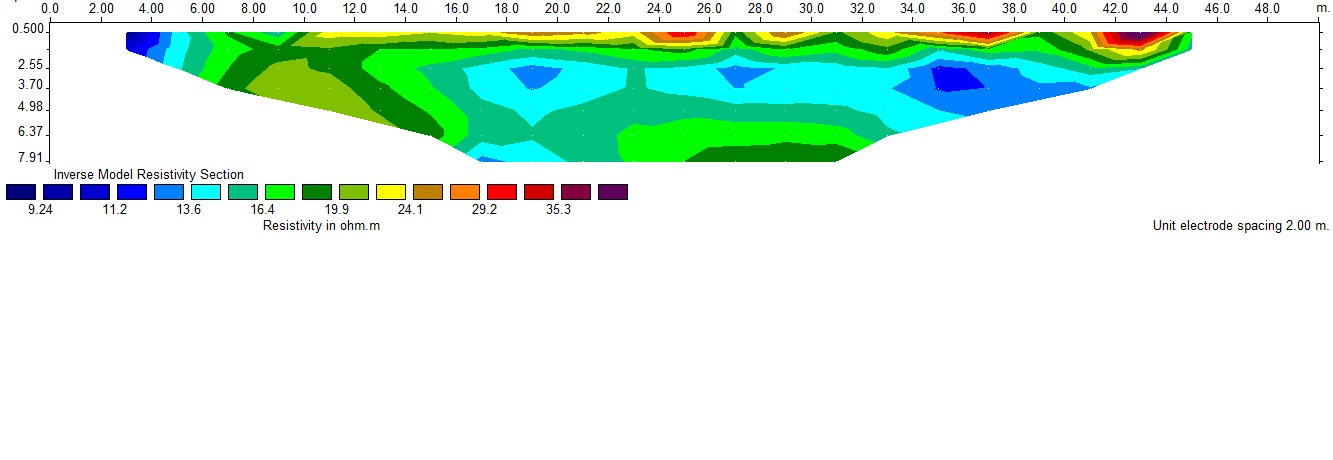 0.0 2.00 4.00 6.00 8.00 10.0 12.0 14.0 16.0 18.0 20.0 22.0 24.0 26.0 28.0 30.0 32.0 34.0 36.0 38.0 40.0 42.0 44.0 46.0 48.0 m.
0.500
2.55
3.70
4.98
6.37
7.91
Inverse Model Resistivity Section
9.24 11.2 13.6 16.4 19.9 24.1 29.2 35.3
Resistivity in ohm.m Unit electrode spacing 2.00 m.